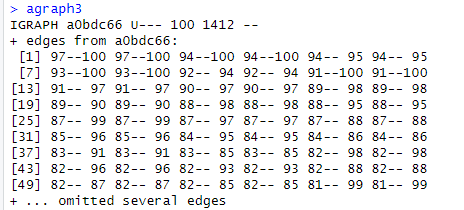 > agraph3
IGRAPH a0bdc66 U--- 100 1412 --
+ edges from a0bdc66:
[1] 97--100 97--100 94--100 94--100 94-- 95 94-- 95
[7] 93--100 93--100 92-- 94 92-- 94 91--100 91--100
[13] 91-- 97 91-- 97 90-- 97 90-- 97 89-- 98 89-- 98
[19] 89-- 90 89-- 90 88-- 98 88-- 98 88-- 95 88-- 95
[25] 87-- 99 87-- 99 87-- 97 87-- 97 87-- 88 87-- 88
[31] 85-- 96 85-- 96 84-- 95 84-- 95 84-- 86 84-- 86
[37] 83-- 91 83-- 91 83-- 85 83-- 85 82-- 98 82-- 98
[43] 82-- 96 82-- 96 82-- 93 82-- 93 82-- 88 82-- 88
[49] 82-- 87 82-- 87 82-- 85 82-- 85 81-- 99 81-- 99
+ ... omitted several edges